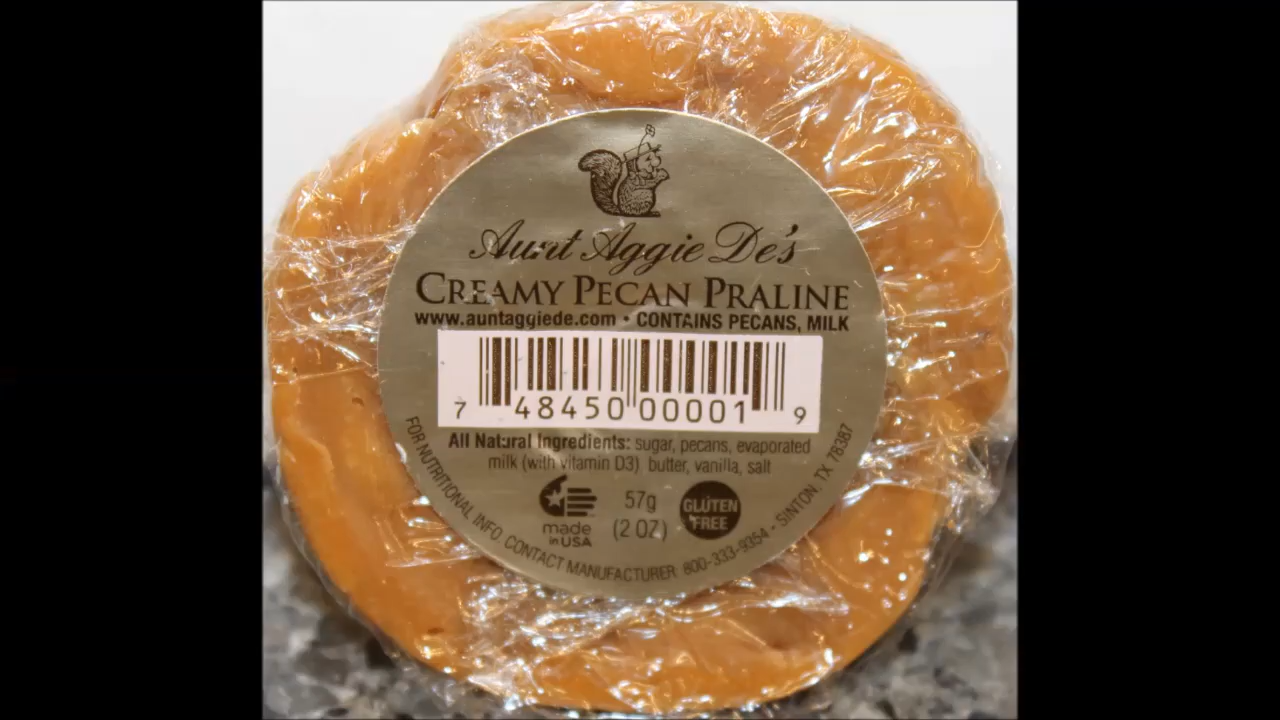 Aunt Aggie De's
CREAMY PECAN PRALINE
www.auntaggiede.com • CONTAINS PECANS, MILK
7 48450 00001 9
All Natural Ingredients: sugar, pecans, evaporated
milk (with vitamin D3) butter, vanilla, salt
made
in USA
57g
(2 OZ)
GLUTEN
FREE
FOR NUTRITIONAL INFO. CONTACT MANUFACTURER 800-333-9354 • SINTON, TX 78387